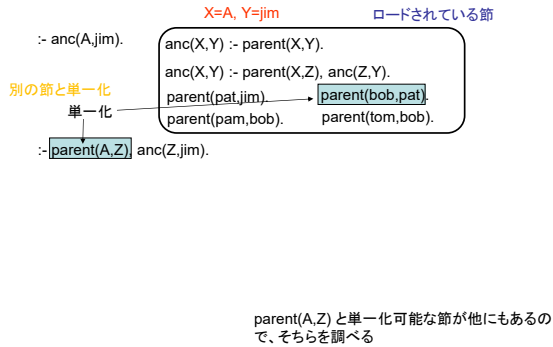 X=A, Y=jim
ロードされている節
:- anc(A,jim).
anc(X,Y) :- parent(X,Y).
anc(X,Y) :- parent(X,Z), anc(Z,Y).
別の節と単一化
parent(pat,jim). parent(bob,pat).
単一化
parent(pam,bob). parent(tom,bob).
:- parent(A,Z), anc(Z,jim).
parent(A,Z) と単一化可能な節が他にもあるの
で、そちらを調べる